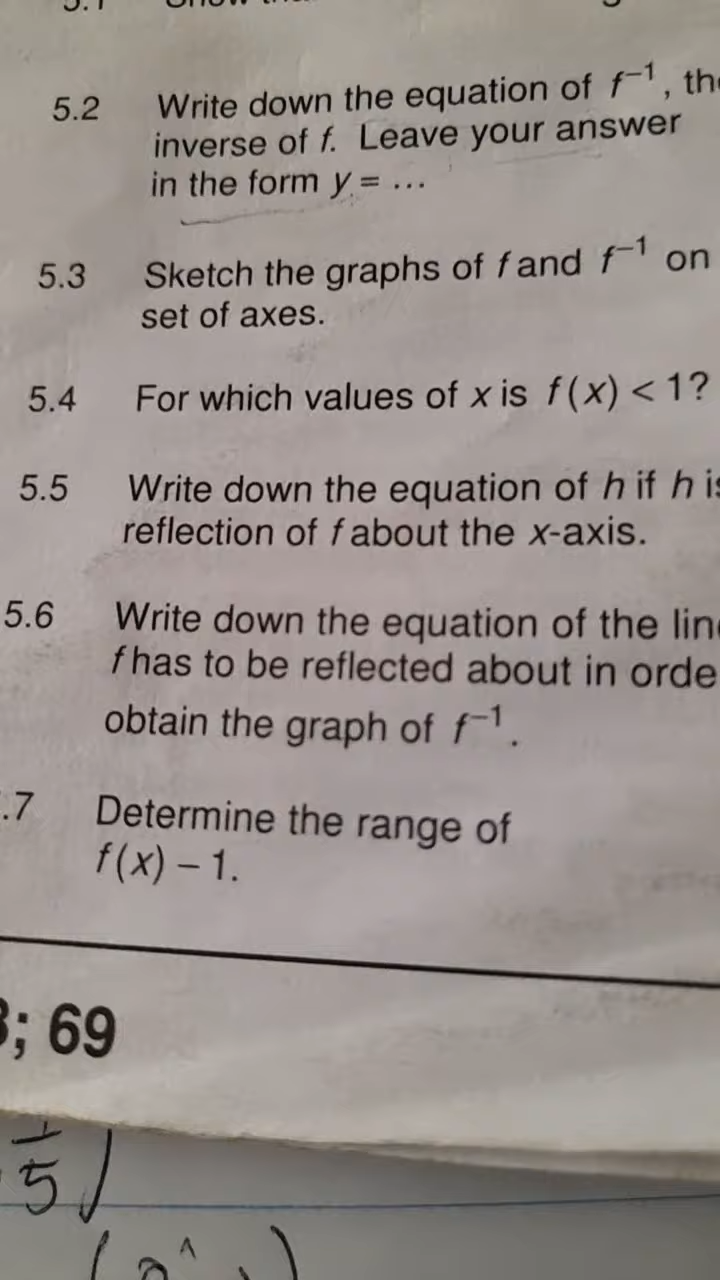 5.2 Write down the equation of f⁻¹, the
inverse of f. Leave your answer
in the form y = ...
5.3 Sketch the graphs of f and f⁻¹ on
set of axes.
5.4 For which values of x is f(x) < 1?
5.5 Write down the equation of h if h is
reflection of f about the x-axis.
5.6 Write down the equation of the line
f has to be reflected about in orde
obtain the graph of f⁻¹.
.7 Determine the range of
f(x) – 1.
; 69
5)